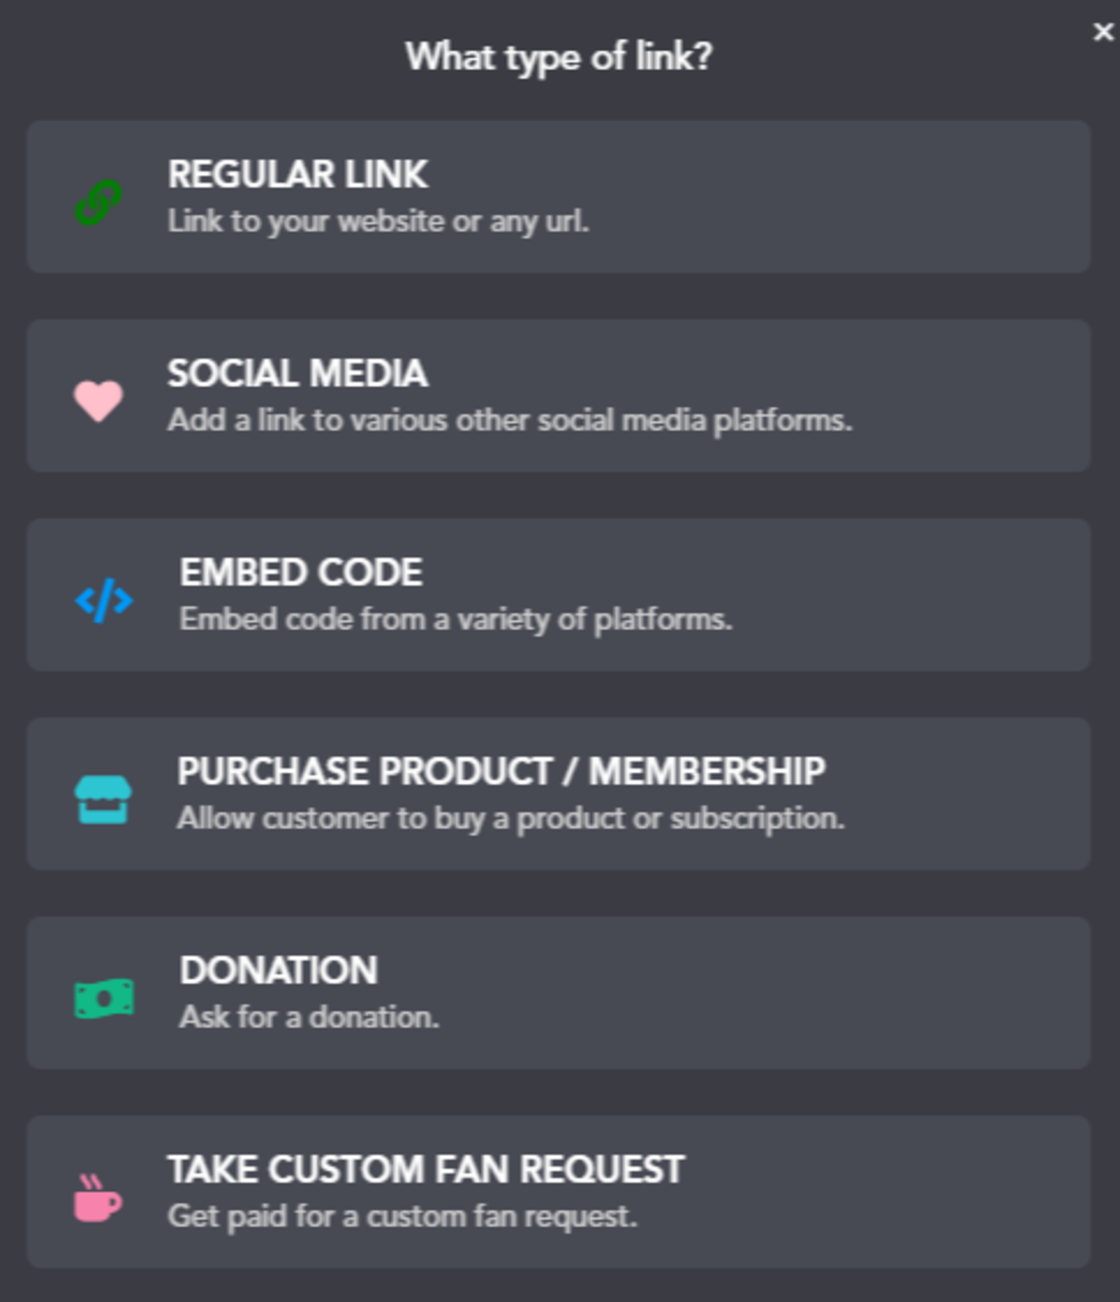 What type of link?
REGULAR LINK
Link to your website or any url.
SOCIAL MEDIA
Add a link to various other social media platforms.
EMBED CODE
Embed code from a variety of platforms.
PURCHASE PRODUCT / MEMBERSHIP
Allow customer to buy a product or subscription.
DONATION
Ask for a donation.
TAKE CUSTOM FAN REQUEST
Get paid for a custom fan request.